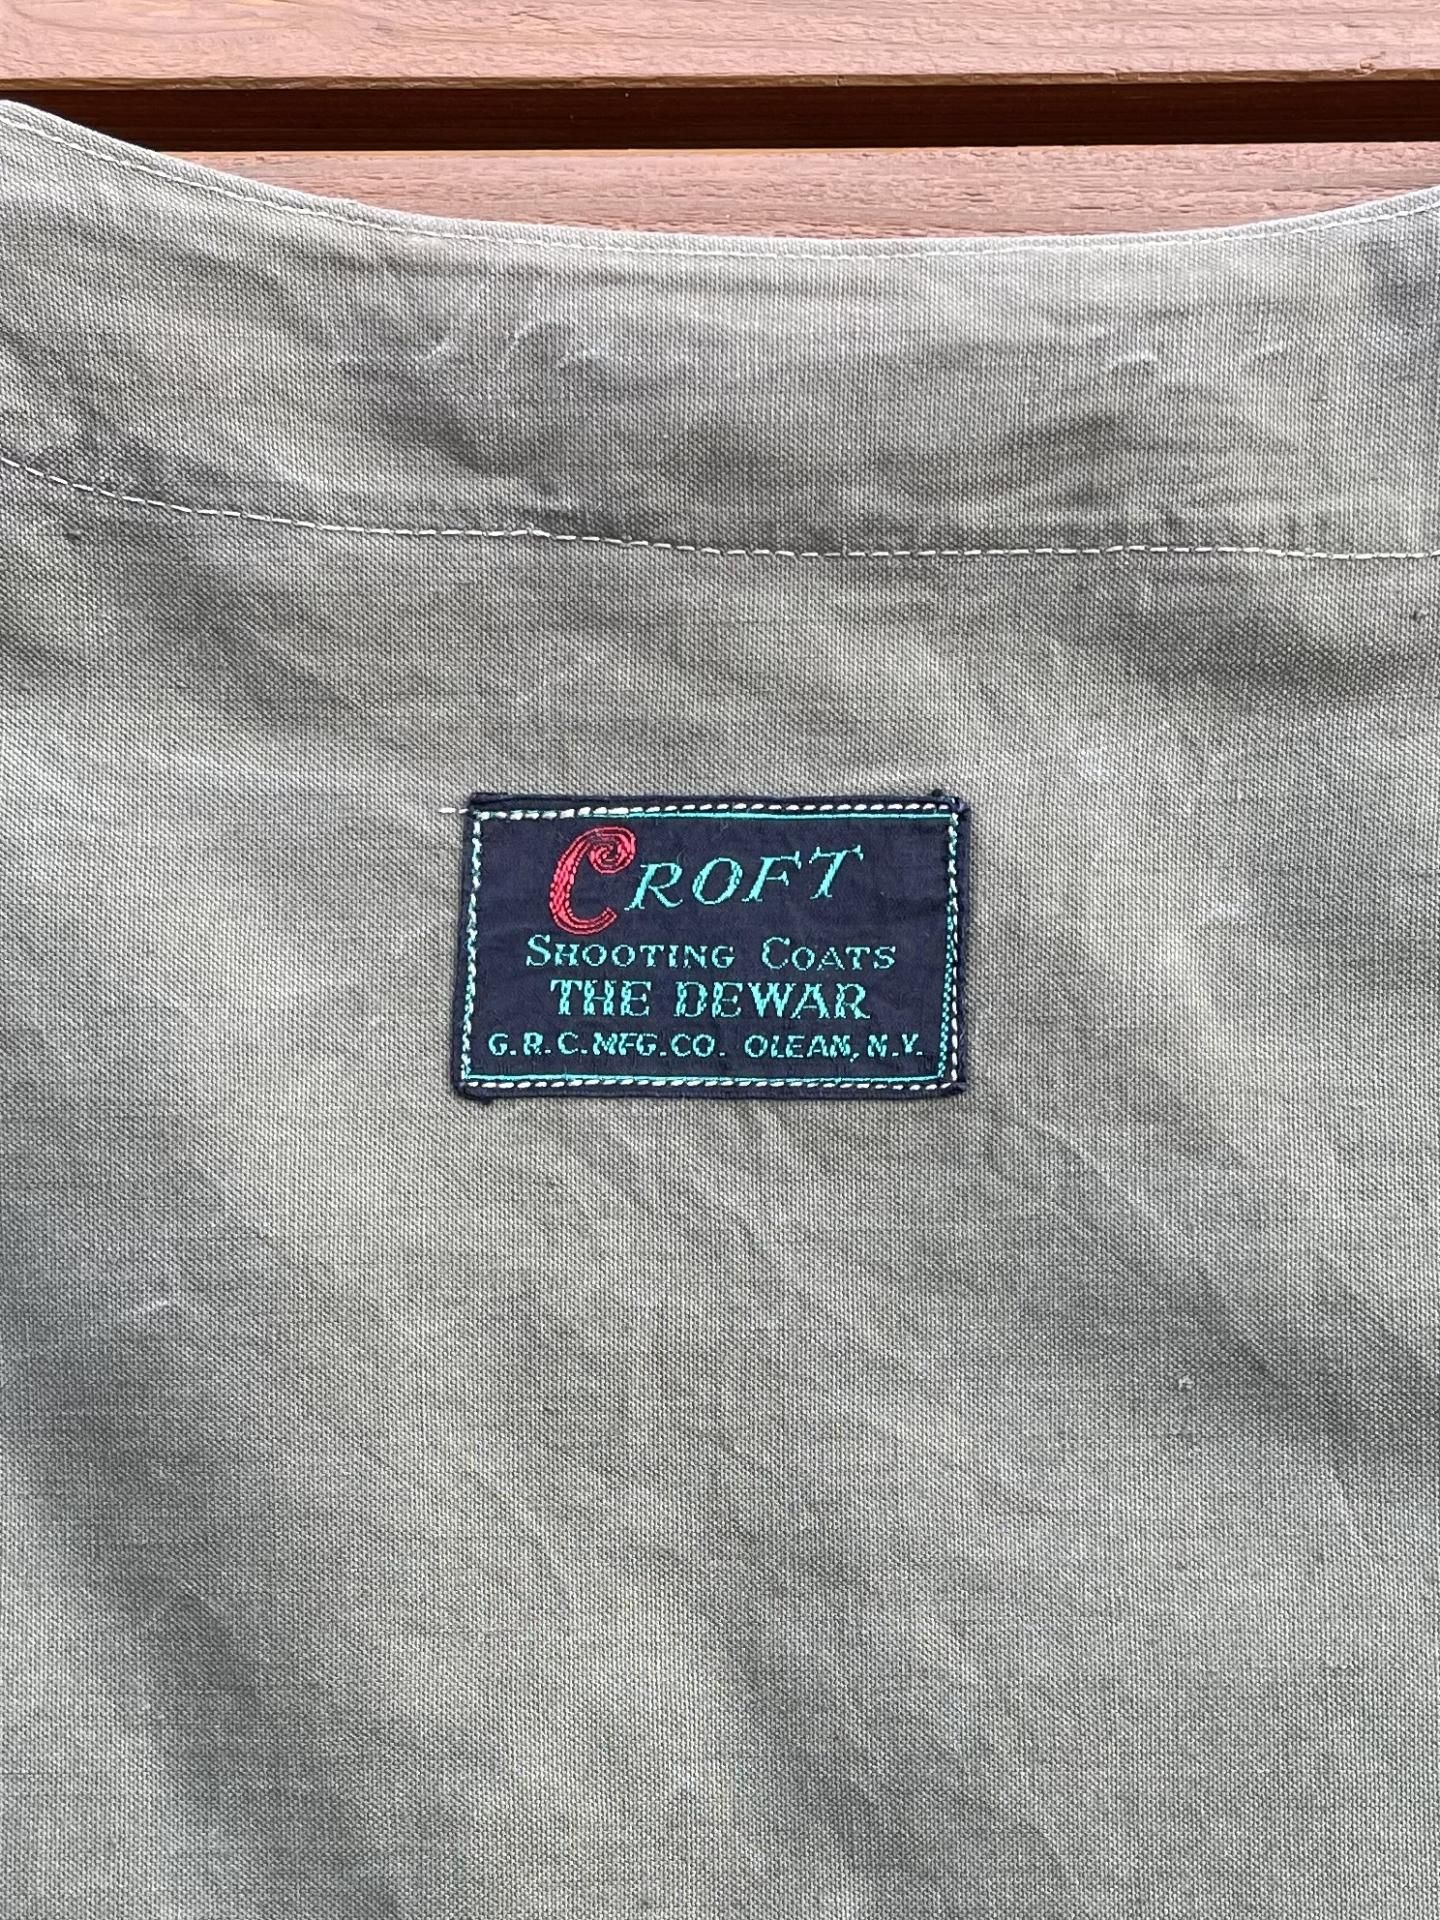 CROFT
SHOOTING COATS
THE DEWAR
G.R.C.MFG.CO. OLEAN, N.Y.